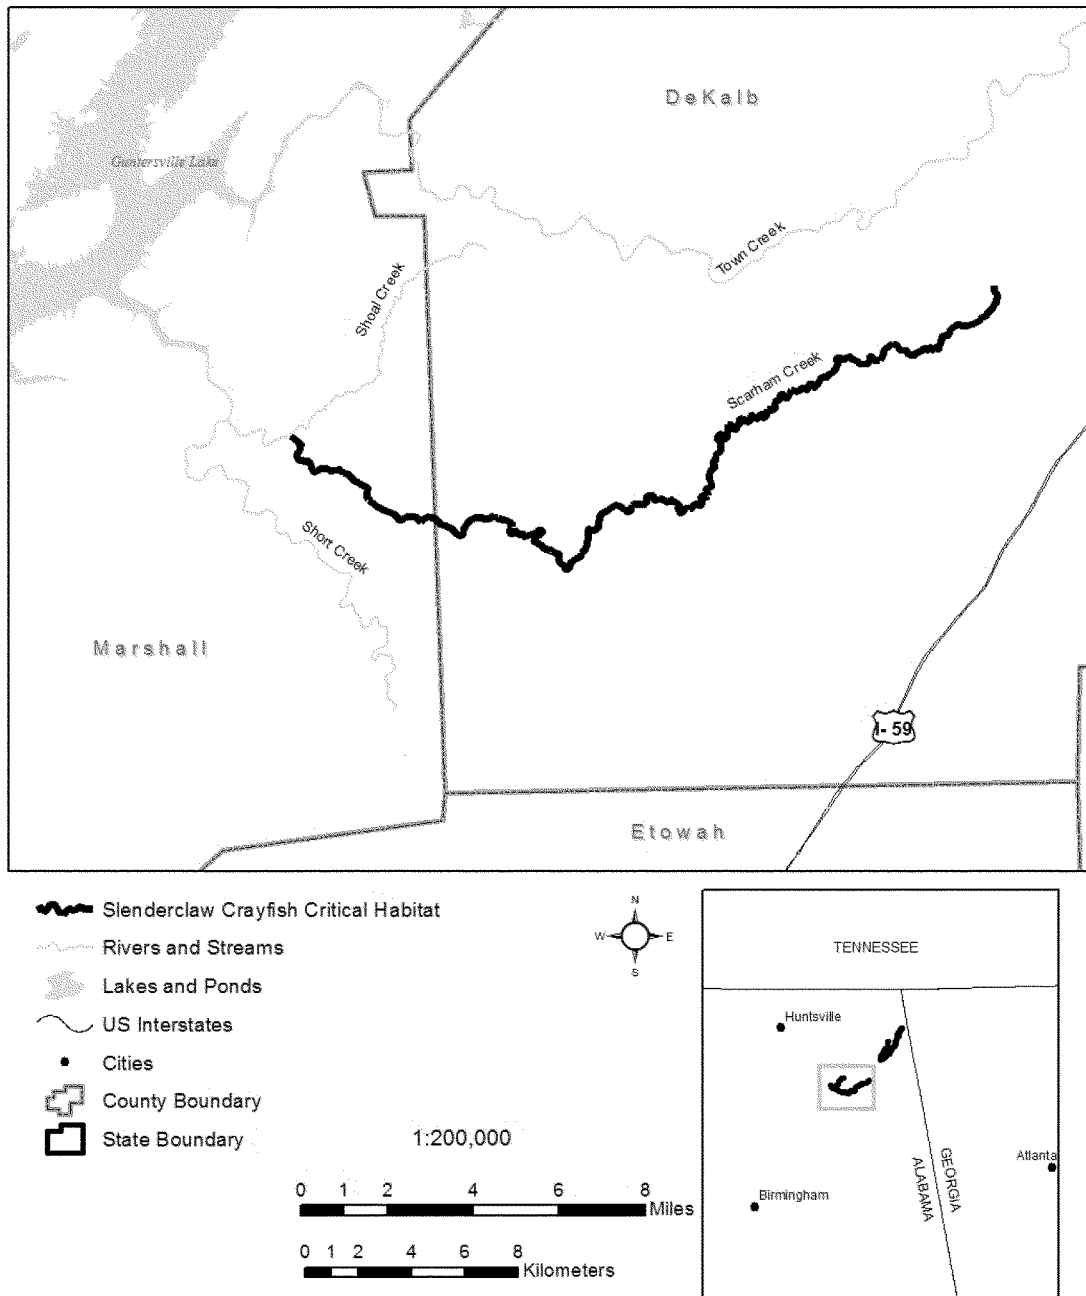 DeKalb
Guntersville Lake
Town Creek
Shoal Creek
Scarham Creek
Short Creek
Marshall
I- 59
Etowah
Slenderclaw Crayfish Critical Habitat
Rivers and Streams
Lakes and Ponds
US Interstates
Cities
County Boundary
State Boundary
N
W E
S
1:200,000
0 1 2 4 6 8
Miles
0 1 2 4 6 8
Kilometers
TENNESSEE
Huntsville
Atlanta
GEORGIA
ALABAMA
Birmingham